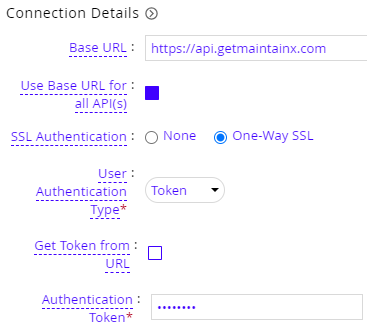 Connection Details
Base URL :
https://api.getmaintainx.com
Use Base URL for :
all API(s)
SSL Authentication :
None
One-Way SSL
User :
Authentication
Type*
Token
Get Token from :
URL
Authentication :
Token*
••••••••